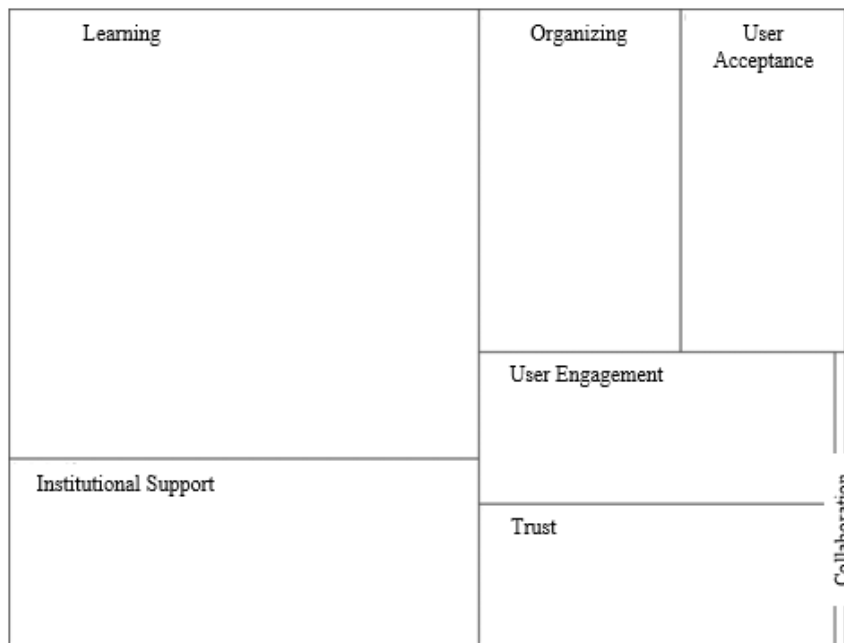 Learning
Organizing
User
Acceptance
User Engagement
Institutional Support
Trust
Collaboration